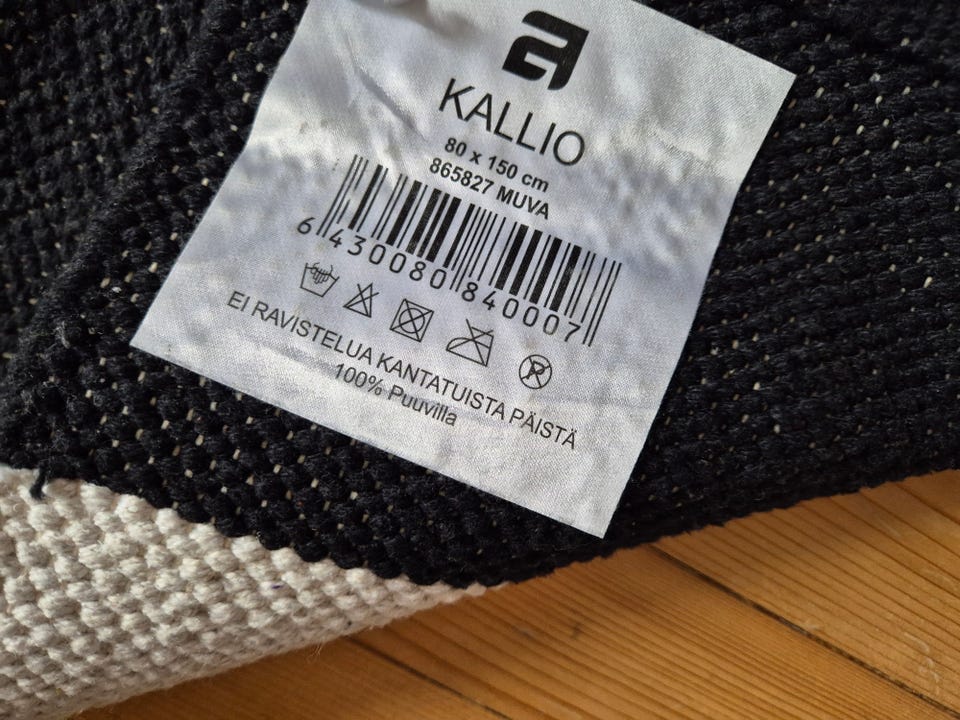 a
KALLIO
80 x 150 cm
865827 MUVA
6 430080 840007
EI RAVISTELUA KANTATUISTA PÄISTÄ
100% Puuvilla